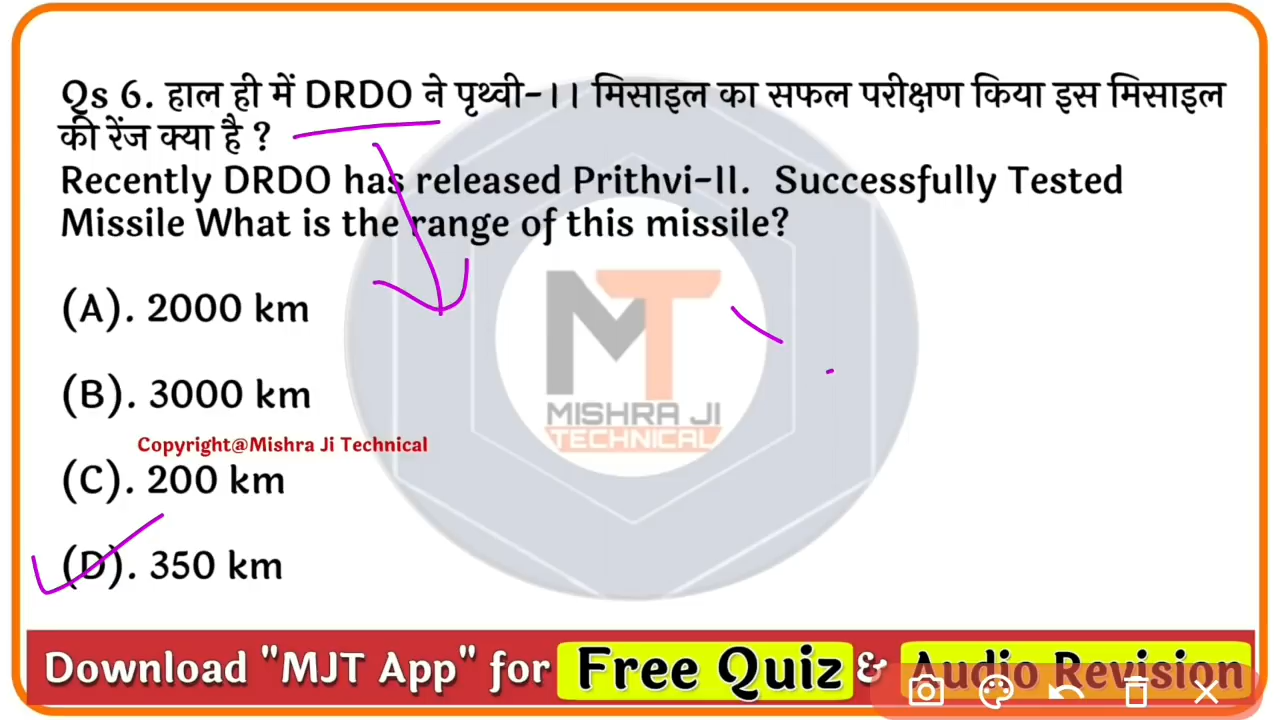 Qs 6. हाल ही में DRDO ने पृथ्वी-।। मिसाइल का सफल परीक्षण किया इस मिसाइल
की रेंज क्या है ?
Recently DRDO has released Prithvi-II. Successfully Tested
Missile What is the range of this missile?
(A). 2000 km
(B). 3000 km
Copyright@Mishra Ji Technical
(C). 200 km
(D). 350 km
MT
MISHRA JI
TECHNICAL
Download "MJT App" for Free Quiz & Audio Revision